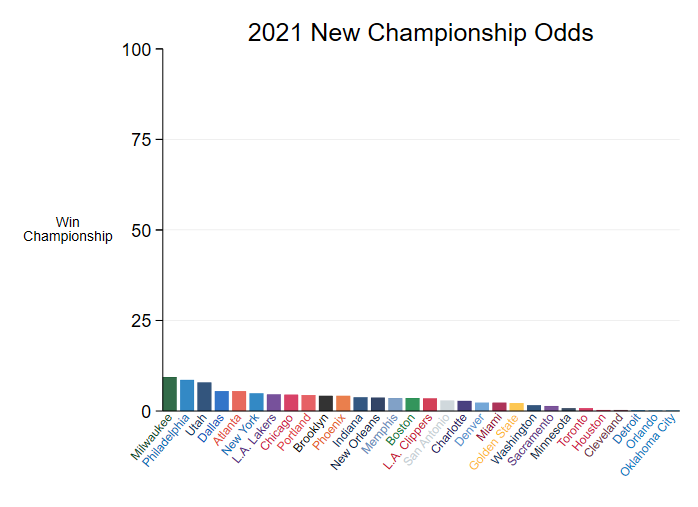 2021 New Championship Odds
100
75
50
25
0
Win
Championship
Milwaukee
Philadelphia
Utah
Dallas
Atlanta
New York
L.A. Lakers
Chicago
Portland
Brooklyn
Phoenix
Indiana
New Orleans
Memphis
Boston
L.A. Clippers
San Antonio
Charlotte
Denver
Miami
Golden State
Washington
Sacramento
Minnesota
Toronto
Houston
Cleveland
Detroit
Orlando
Oklahoma City